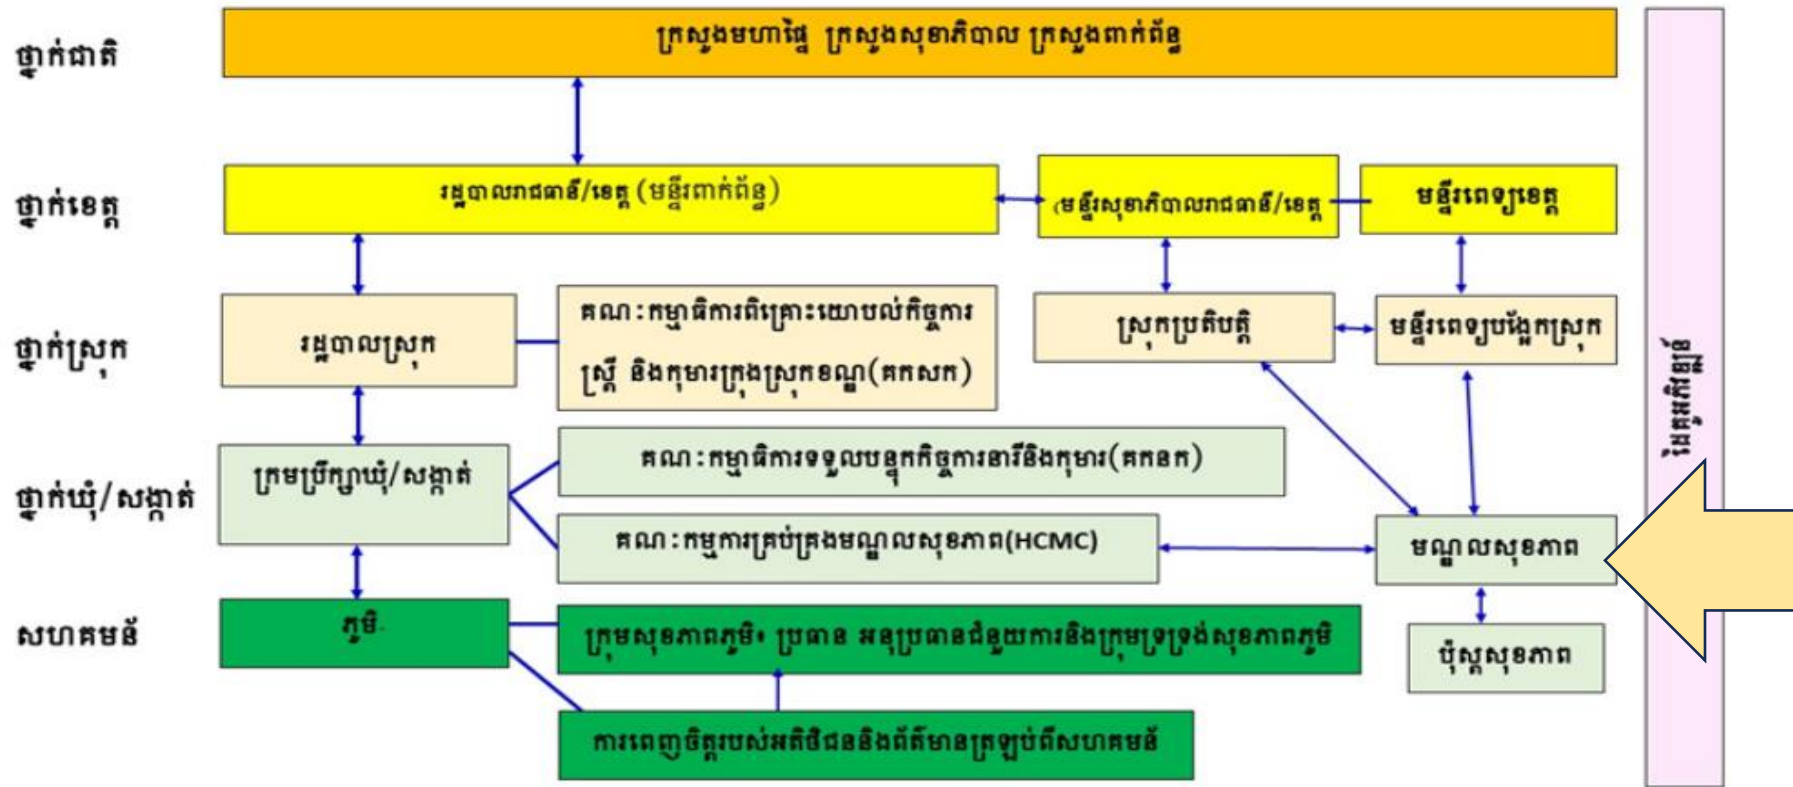 ថ្នាក់ជាតិ
ក្រសួងមហាផ្ទៃ ក្រសួងសុខាភិបាល ក្រសួងពាក់ព័ន្ធ
ថ្នាក់ខេត្ត
រដ្ឋបាលរាជធានី/ខេត្ត (មន្ទីរពាក់ព័ន្ធ)
(មន្ទីរសុខាភិបាលរាជធានី/ខេត្ត
មន្ទីរពេទ្យខេត្ត
ថ្នាក់ស្រុក
រដ្ឋបាលស្រុក
គណៈកម្មាធិការពិគ្រោះយោបល់កិច្ចការ
ស្ត្រី និងកុមារក្រុងស្រុកខណ្ឌ(គកសក)
ស្រុកប្រតិបត្តិ
មន្ទីរពេទ្យបង្អែកស្រុក
ថ្នាក់ឃុំ/សង្កាត់
ក្រមប្រឹក្សាឃុំ/សង្កាត់
គណៈកម្មាធិការទទួលបន្ទុកកិច្ចការនារីនិងកុមារ(គកនក)
គណៈកម្មការគ្រប់គ្រងមណ្ឌលសុខភាព(HCMC)
មណ្ឌលសុខភាព
សហគមន៍
ភូមិ-
ក្រុមសុខភាពភូមិ៖ ប្រធាន អនុប្រធានជំនួយការនិងក្រុមទ្រទ្រង់សុខភាពភូមិ
ប៉ុស្តសុខភាព
ការពេញចិត្តរបស់អតិថិជននិងព័ត៌មានត្រឡប់ពីសហគមន៍
ដៃគូអភិវឌ្ឍន៍